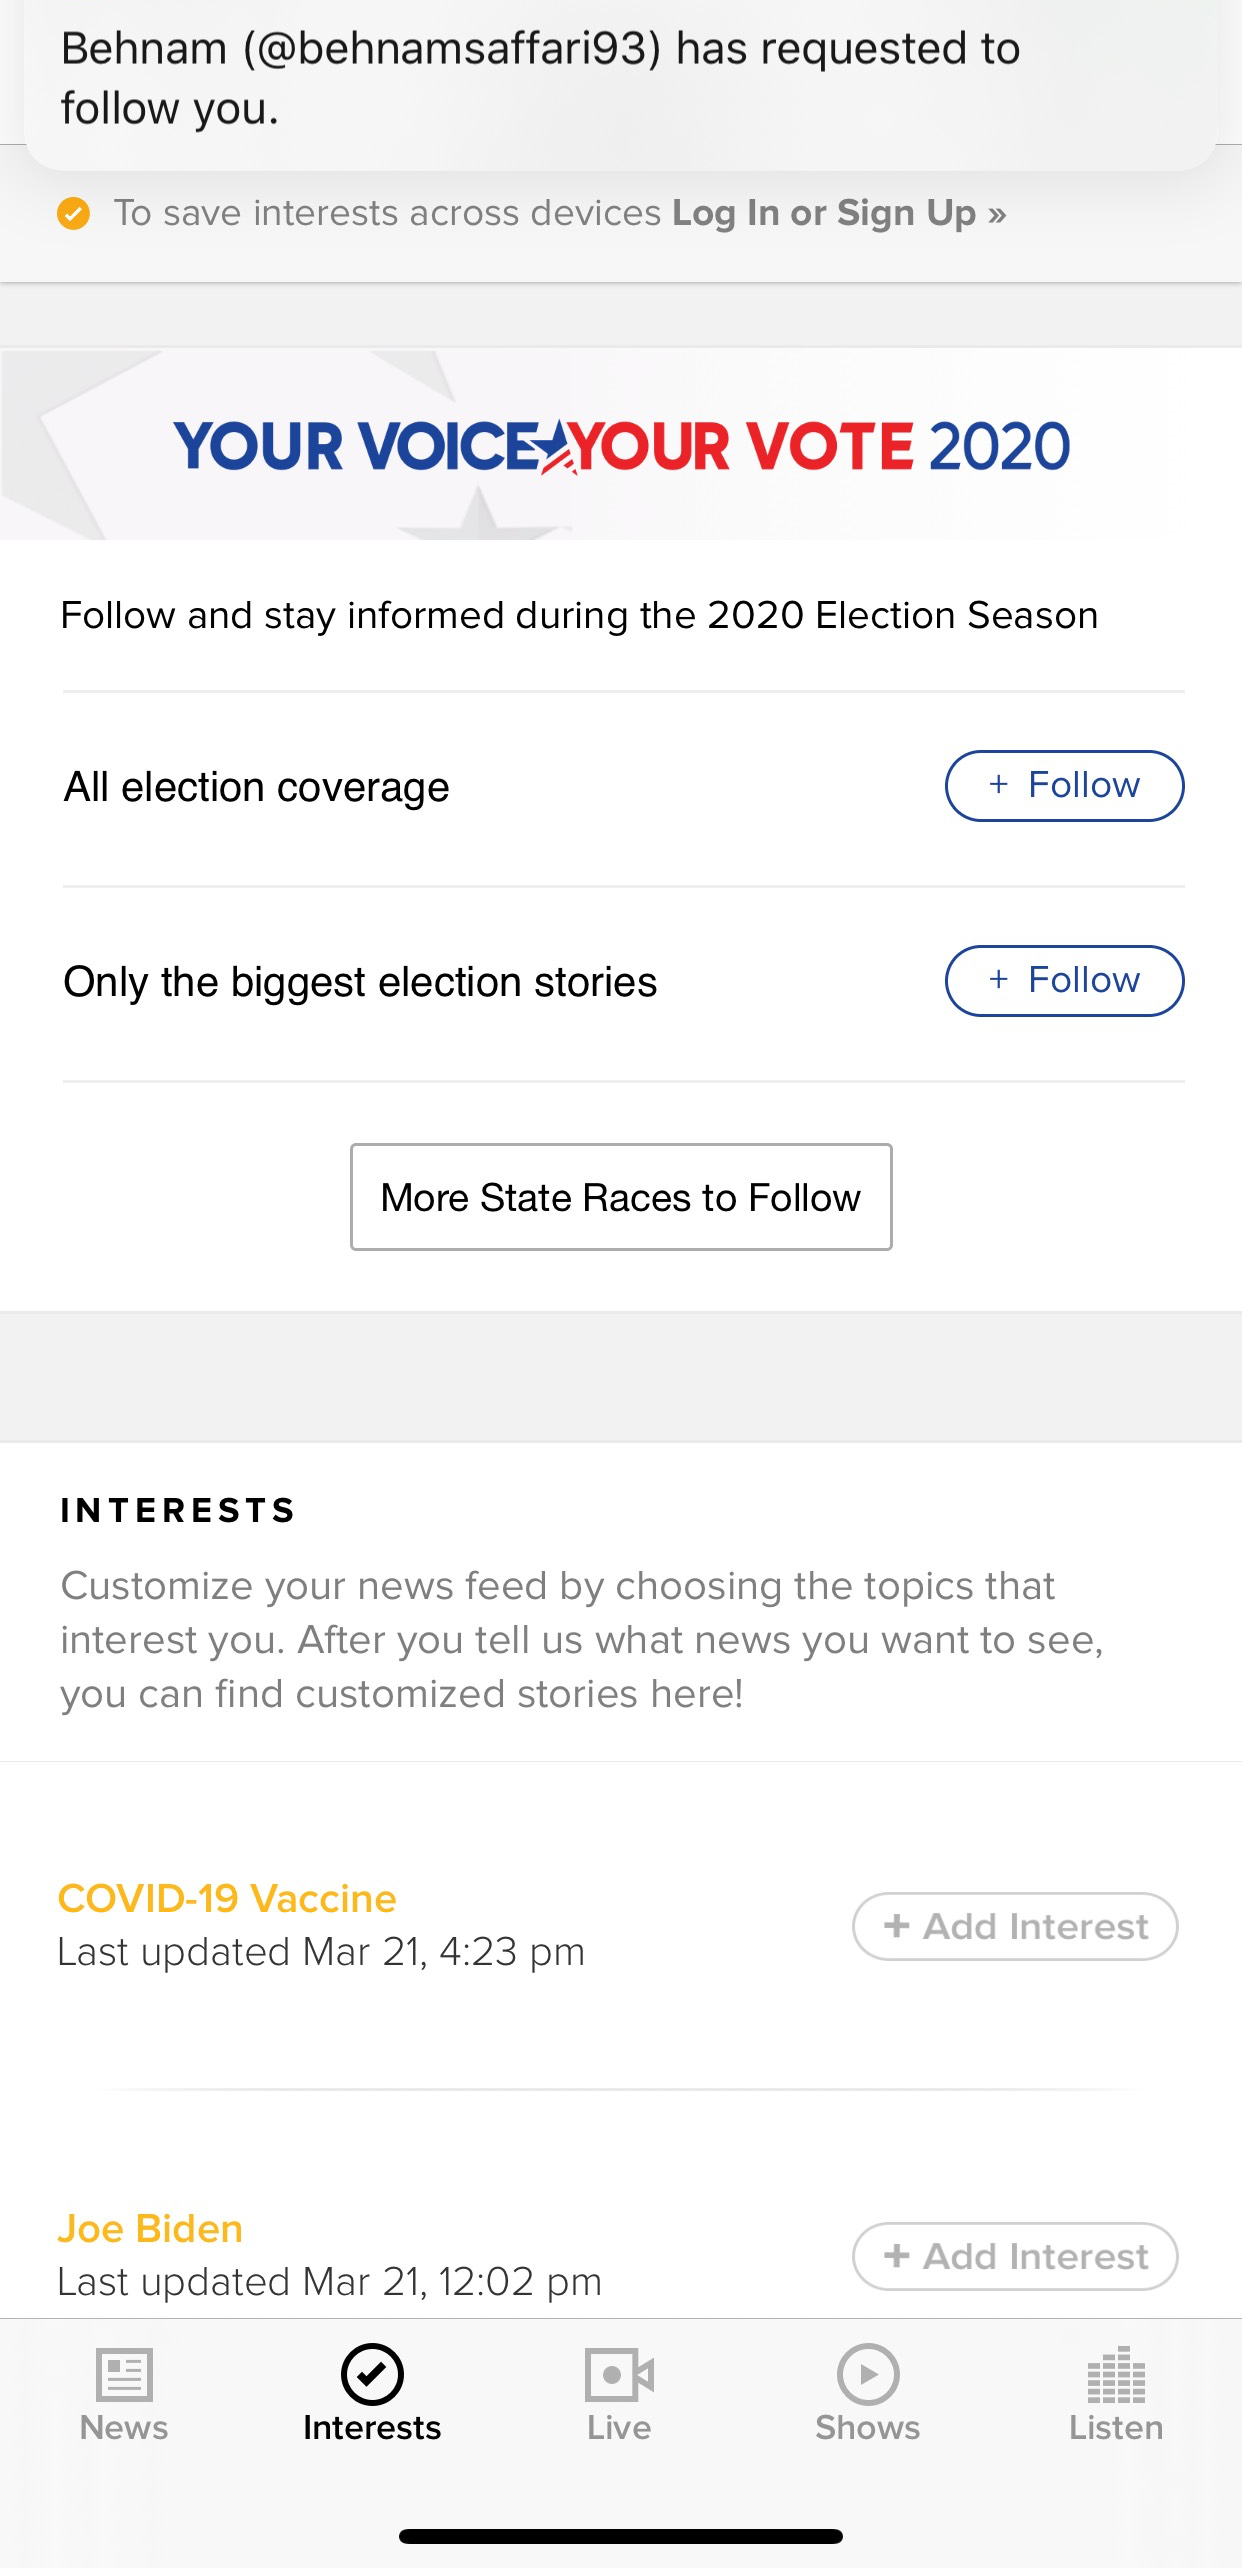 Behnam (@behnamsaffari93) has requested to
follow you.
To save interests across devices Log In or Sign Up »
YOUR VOICE YOUR VOTE 2020
Follow and stay informed during the 2020 Election Season
All election coverage
+ Follow
Only the biggest election stories
+ Follow
More State Races to Follow
INTERESTS
Customize your news feed by choosing the topics that
interest you. After you tell us what news you want to see,
you can find customized stories here!
COVID-19 Vaccine
Last updated Mar 21, 4:23 pm
+ Add Interest
Joe Biden
Last updated Mar 21, 12:02 pm
+ Add Interest
News
Interests
Live
Shows
Listen